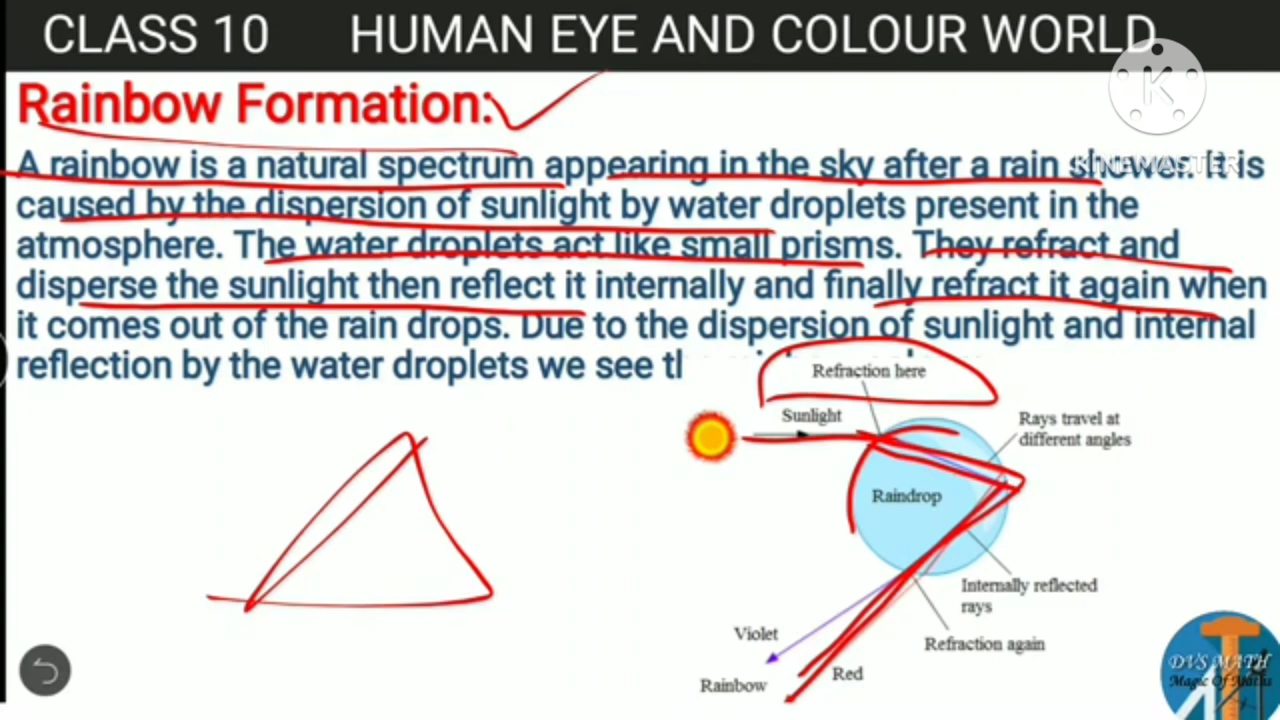 CLASS 10 HUMAN EYE AND COLOUR WORLD
K
KINEMASTER
Rainbow Formation:
A rainbow is a natural spectrum appearing in the sky after a rain shower. It is
caused by the dispersion of sunlight by water droplets present in the
atmosphere. The water droplets act like small prisms. They refract and
disperse the sunlight then reflect it internally and finally refract it again when
it comes out of the rain drops. Due to the dispersion of sunlight and internal
reflection by the water droplets we see
Refraction here
Sunlight
Rays travel at
different angles
Raindrop
Internally reflected
rays
Refraction again
Violet
Red
Rainbow
DVS MATH
Magic Of Maths